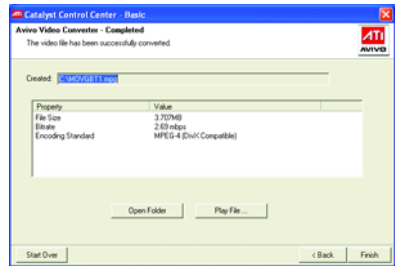 Catalyst Control Center - Basic
Avivo Video Converter - Completed
The video file has been successfully converted.
ATI
AVIVO
Created: C:\MOVGBT1.mpg
Property Value
File Size 3.707MB
Bitrate 2.69 mbps
Encoding Standard MPEG-4 (DivX Compatible)
Open Folder Play File ...
Start Over < Back Finish